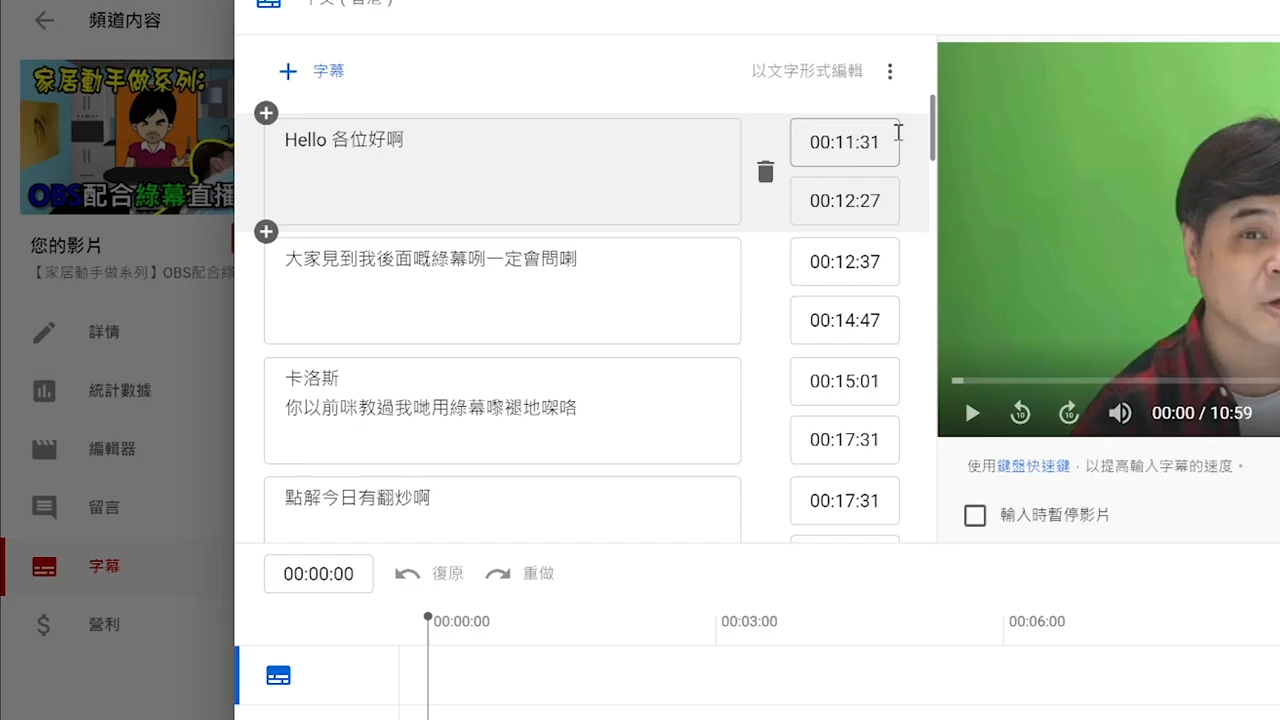 頻道内容
中文 ( 香港 )
字幕
以文字形式編輯
家居動手做系列:
OBS配合綠幕直播
您的影片
【家居動手做系列】OBS配合綠
詳情
統計數據
編輯器
留言
字幕
營利
Hello 各位好啊
00:11:31
00:12:27
大家見到我後面嘅綠幕咧一定會問喇
00:12:37
00:14:47
卡洛斯
你以前咪教過我哋用綠幕嚟褪地㗎咯
00:15:01
00:17:31
點解今日有翻炒啊
00:17:31
00:00 / 10:59
使用鍵盤快速鍵，以提高輸入字幕的速度。
輸入時暫停影片
00:00:00
復原
重做
00:00:00
00:03:00
00:06:00